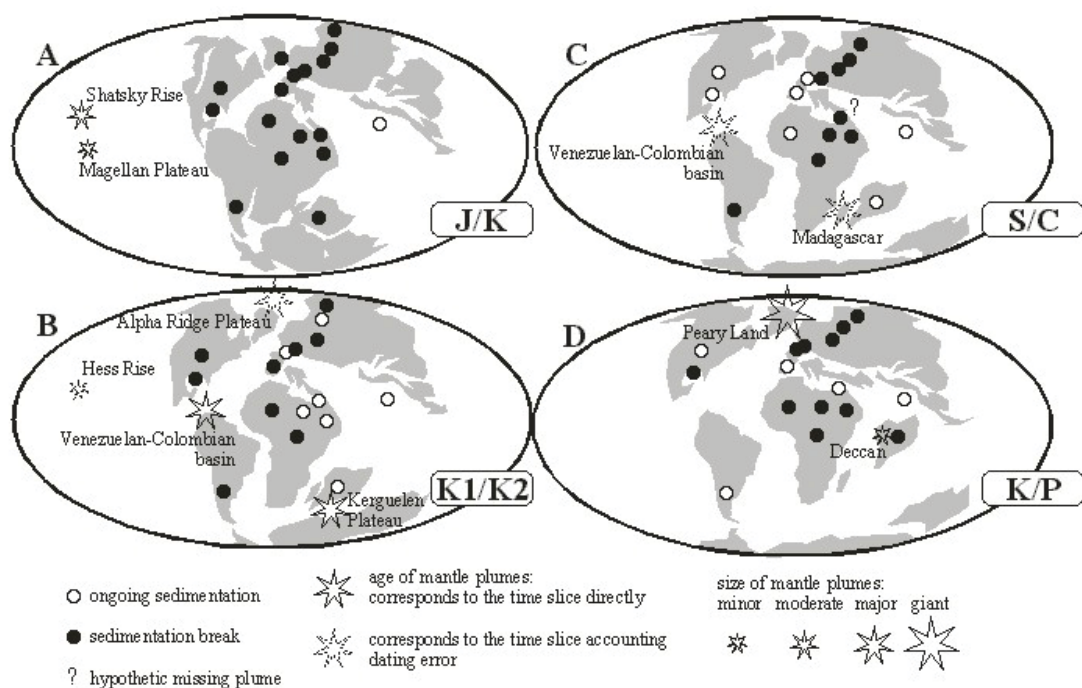 A
Shatsky Rise
Magellan Plateau
J/K
C
?
Venezuelan-Colombian
basin
Madagascar
S/C
B
Alpha Ridge Plateau
Hess Rise
Venezuelan-Colombian
basin
Kerguelen
Plateau
K1/K2
D
Peary Land
Deccan
K/P
ongoing sedimentation
sedimentation break
? hypothetic missing plume
age of mantle plumes:
corresponds to the time slice directly
corresponds to the time slice accounting
dating error
size of mantle plumes:
minor moderate major giant